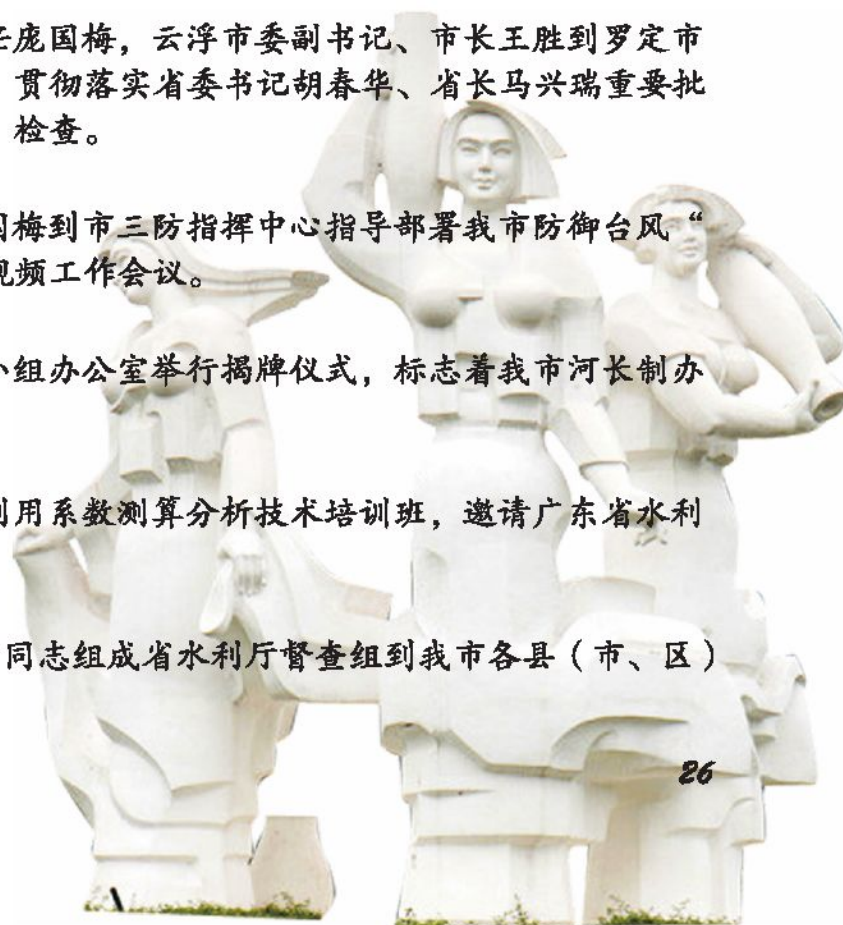 庞国梅，云浮市委副书记、市长王胜到罗定市
贯彻落实省委书记胡春华、省长马兴瑞重要批
检查。
国梅到市三防指挥中心指导部署我市防御台风“
视频工作会议。
小组办公室举行揭牌仪式，标志着我市河长制办
利用系数测算分析技术培训班，邀请广东省水利
同志组成省水利厅督查组到我市各县（市、区）
26